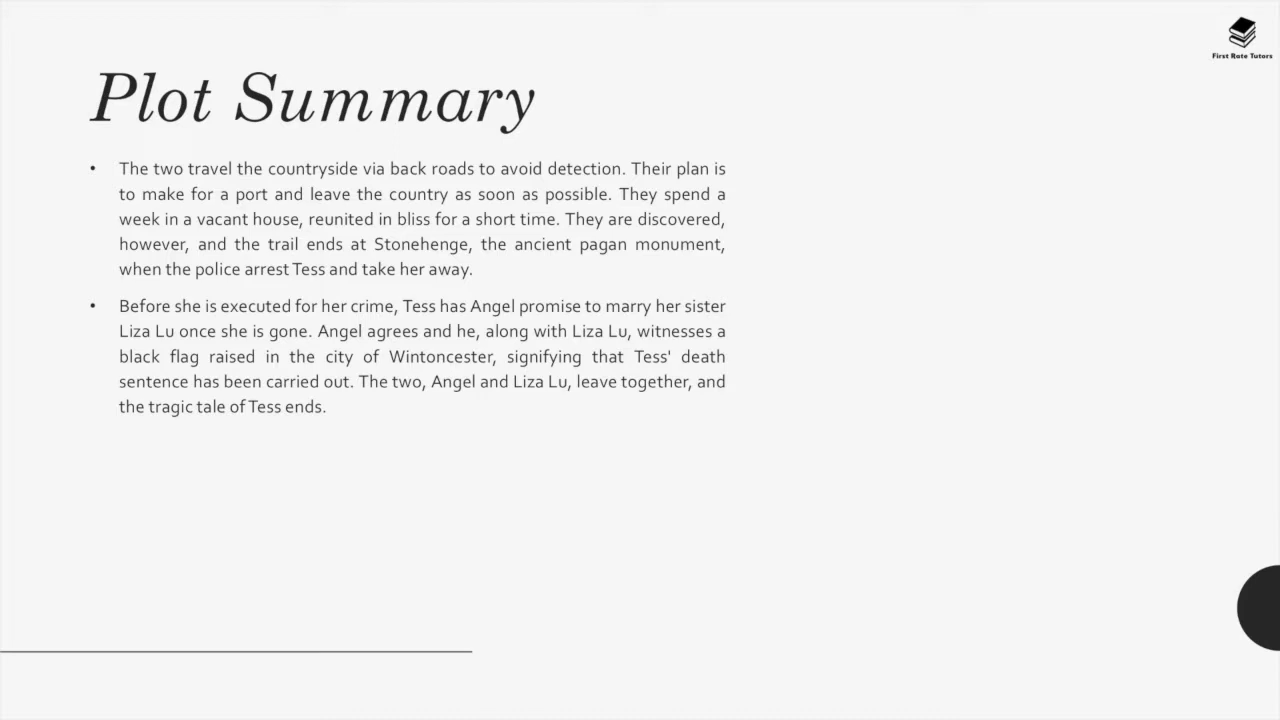 First Rate Tutors
Plot Summary
• The two travel the countryside via back roads to avoid detection. Their plan is
to make for a port and leave the country as soon as possible. They spend a
week in a vacant house, reunited in bliss for a short time. They are discovered,
however, and the trail ends at Stonehenge, the ancient pagan monument,
when the police arrest Tess and take her away.
• Before she is executed for her crime, Tess has Angel promise to marry her sister
Liza Lu once she is gone. Angel agrees and he, along with Liza Lu, witnesses a
black flag raised in the city of Wintoncester, signifying that Tess' death
sentence has been carried out. The two, Angel and Liza Lu, leave together, and
the tragic tale of Tess ends.